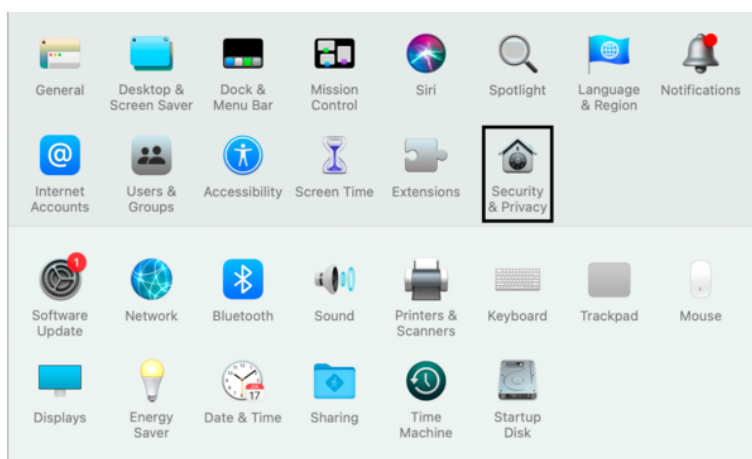 General
Desktop &
Screen Saver
Dock &
Menu Bar
Mission
Control
Siri
Spotlight
Language
& Region
Notifications
@
Internet
Accounts
Users &
Groups
Accessibility
Screen Time
Extensions
Security
& Privacy
1
Software
Update
Network
Bluetooth
Sound
Printers &
Scanners
Keyboard
Trackpad
Mouse
Displays
Energy
Saver
17
Date & Time
Sharing
Time
Machine
Startup
Disk